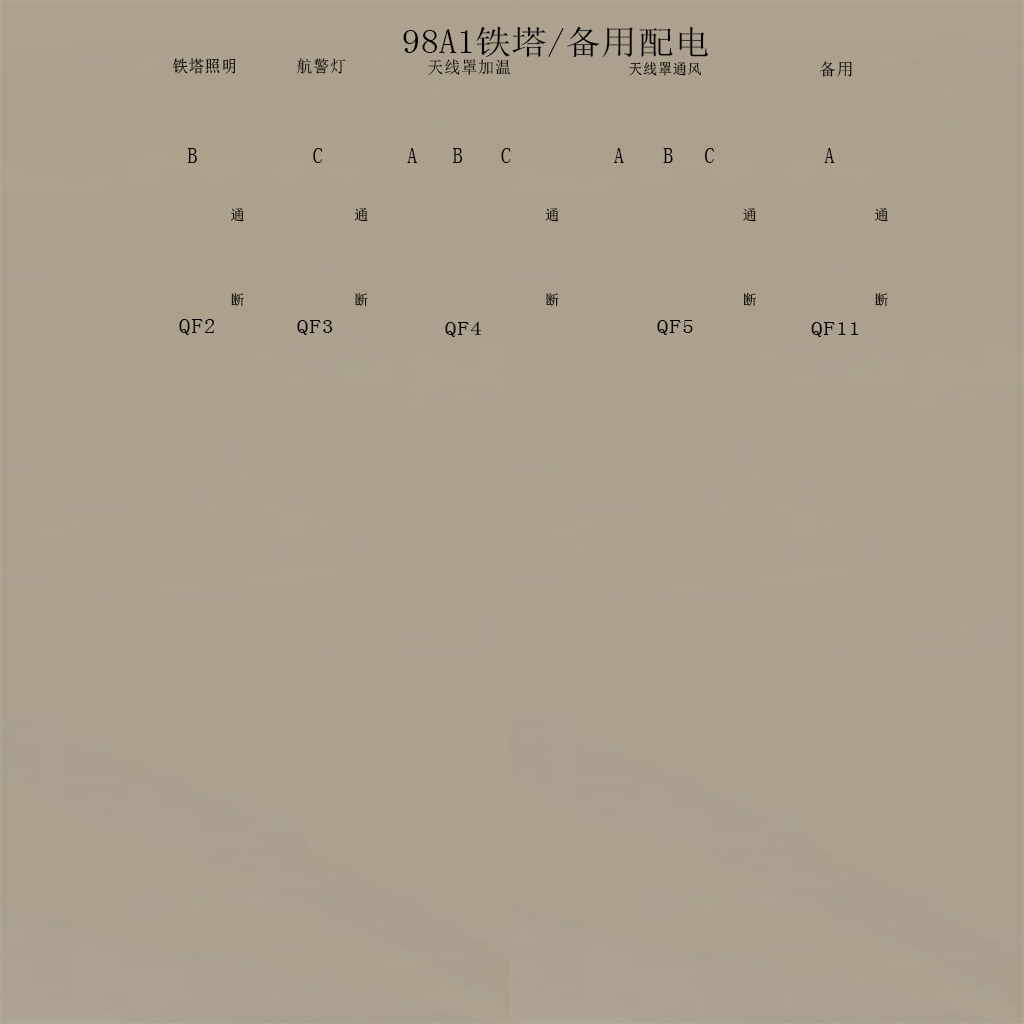 98A1铁塔/备用配电
铁塔照明 航警灯 天线罩加温 天线罩通风 备用
B C A B C A B C A
通 通 通 通 通
断 断 断 断 断
QF2 QF3 QF4 QF5 QF11